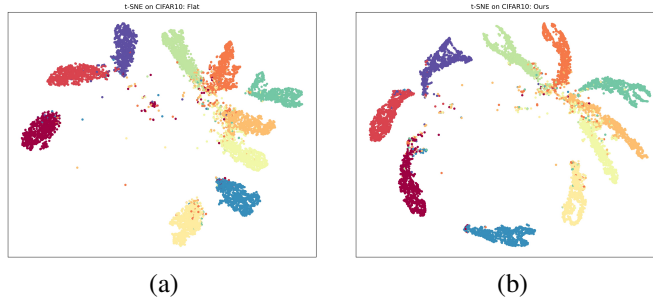 t-SNE on CIFAR10: Flat
t-SNE on CIFAR10: Ours
(a)
(b)